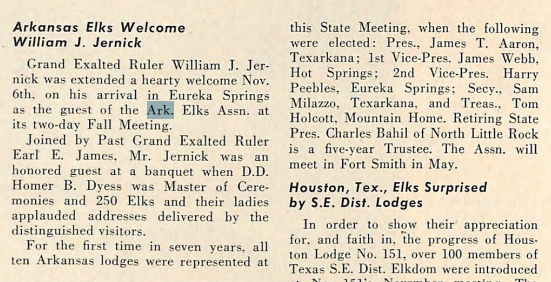 Arkansas Elks Welcome
William J. Jernick
Grand Exalted Ruler William J. Jer-
nick was extended a hearty welcome Nov.
6th, on his arrival in Eureka Springs
as the guest of the Ark. Elks Assn. at
its two-day Fall Meeting.
Joined by Past Grand Exalted Ruler
Earl E. James, Mr. Jernick was an
honored guest at a banquet when D.D.
Homer B. Dyess was Master of Cere-
monies and 250 Elks and their ladies
applauded addresses delivered by the
distinguished visitors.
For the first time in seven years, all
ten Arkansas lodges were represented at
this State Meeting, when the following
were elected: Pres., James T. Aaron,
Texarkana; 1st Vice-Pres. James Webb,
Hot Springs; 2nd Vice-Pres. Harry
Peebles, Eureka Springs; Secy., Sam
Milazzo, Texarkana, and Treas., Tom
Holcott, Mountain Home. Retiring State
Pres. Charles Bahil of North Little Rock
is a five-year Trustee. The Assn. will
meet in Fort Smith in May.
Houston, Tex., Elks Surprised
by S.E. Dist. Lodges
In order to show their appreciation
for, and faith in, the progress of Hous-
ton Lodge No. 151, over 100 members of
Texas S.E. Dist. Elkdom were introduced
at No. 151's November meeting. The